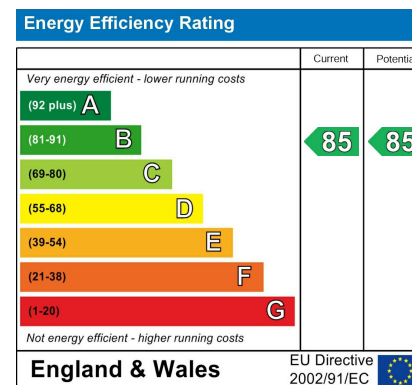 Energy Efficiency Rating
Current Potentia
Very energy efficient - lower running costs
(92 plus) A
(81-91) B 85 85
(69-80) C
(55-68) D
(39-54) E
(21-38) F
(1-20) G
Not energy efficient - higher running costs
England & Wales
EU Directive
2002/91/EC